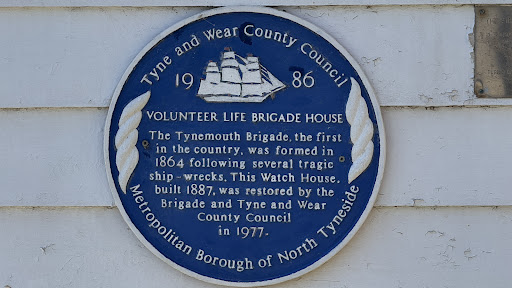 Tyne and Wear County Council
1986
VOLUNTEER LIFE BRIGADE HOUSE
The Tynemouth Brigade, the first
in the country, was formed in
1864 following several tragic
ship-wrecks. This Watch House,
built 1887, was restored by the
Brigade and Tyne and Wear
County Council
in 1977.
Metropolitan Borough of North Tyneside